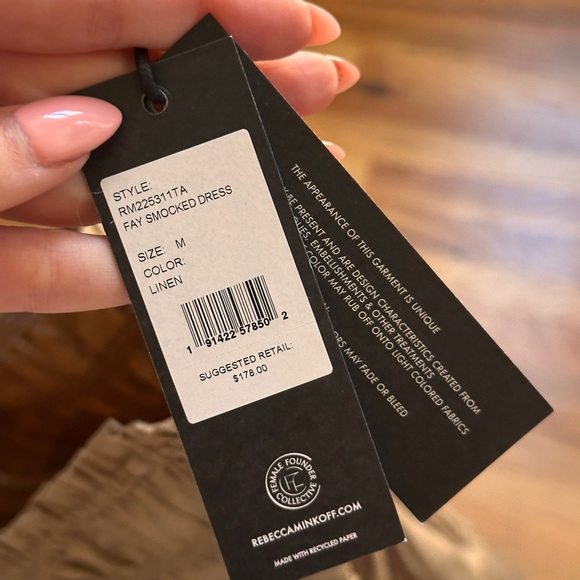 STYLE:
RM225311TA
FAY SMOCKED DRESS
SIZE: M
COLOR:
LINEN
1 91422 57850 2
SUGGESTED RETAIL:
$178.00
FEMALE FOUNDER
COLLECTIVE
REBECCAMINKOFF.COM
MADE WITH RECYCLED PAPER
THE APPEARANCE OF THIS GARMENT IS UNIQUE
BE PRESENT AND ARE DESIGN CHARACTERISTICS CREATED FROM
EMBELLISHMENTS & OTHER TREATMENTS
COLOR MAY RUB OFF ONTO LIGHT COLORED FABRICS
MAY FADE OR BLEED